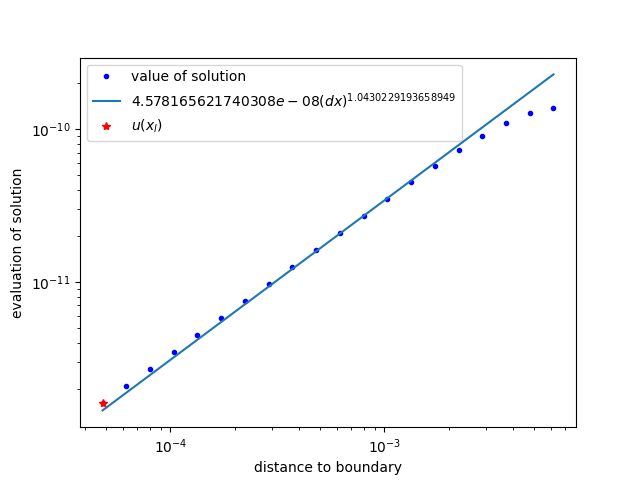 value of solution
4.578165621740308e − 08(dx)^1.0430229193658949
u(x_l)
evaluation of solution
10^−10
10^−11
10^−4
10^−3
distance to boundary